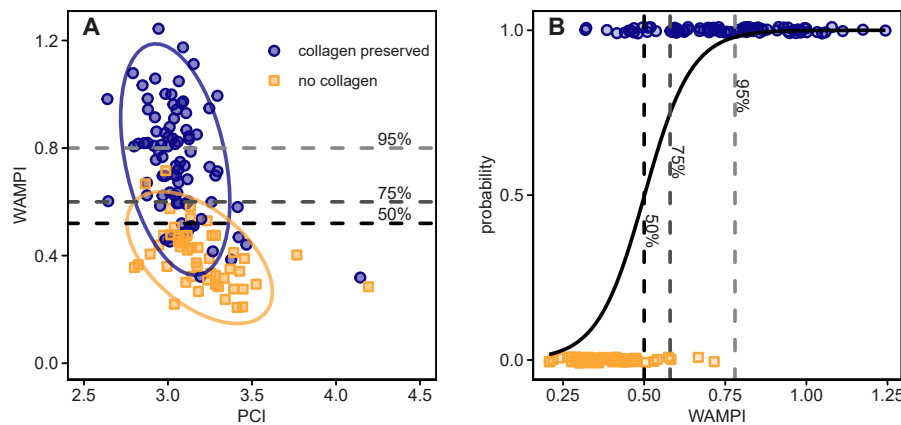 A
collagen preserved
no collagen
95%
75%
50%
1.2
0.8
0.4
0.0
WAMPI
2.5 3.0 3.5 4.0 4.5
PCI
B
95%
75%
50%
1.0
0.5
0.0
probability
0.25 0.50 0.75 1.00 1.25
WAMPI